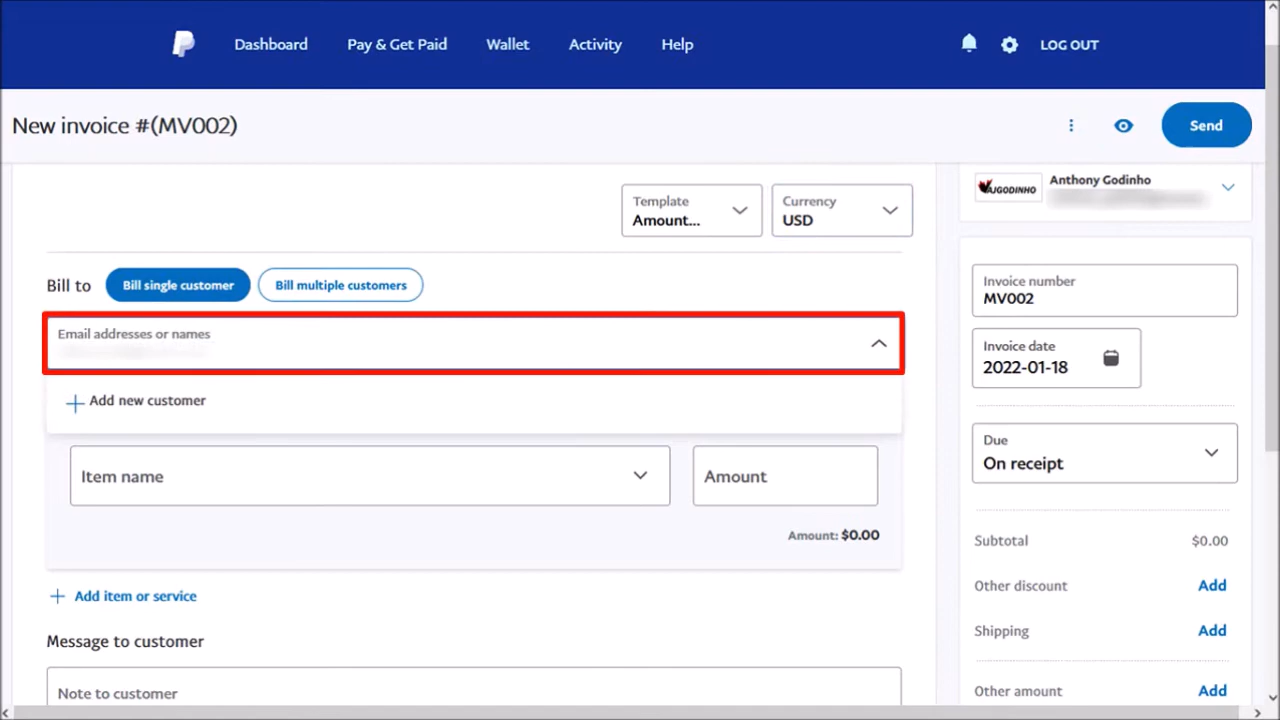 Dashboard
Pay & Get Paid
Wallet
Activity
Help
LOG OUT
New invoice #(MV002)
Send
Template
Amount...
Currency
USD
AJGODINHO
Anthony Godinho
Bill to
Bill single customer
Bill multiple customers
Email addresses or names
Add new customer
Item name
Amount
Amount: $0.00
Add item or service
Message to customer
Note to customer
Invoice number
MV002
Invoice date
2022-01-18
Due
On receipt
Subtotal $0.00
Other discount Add
Shipping Add
Other amount Add